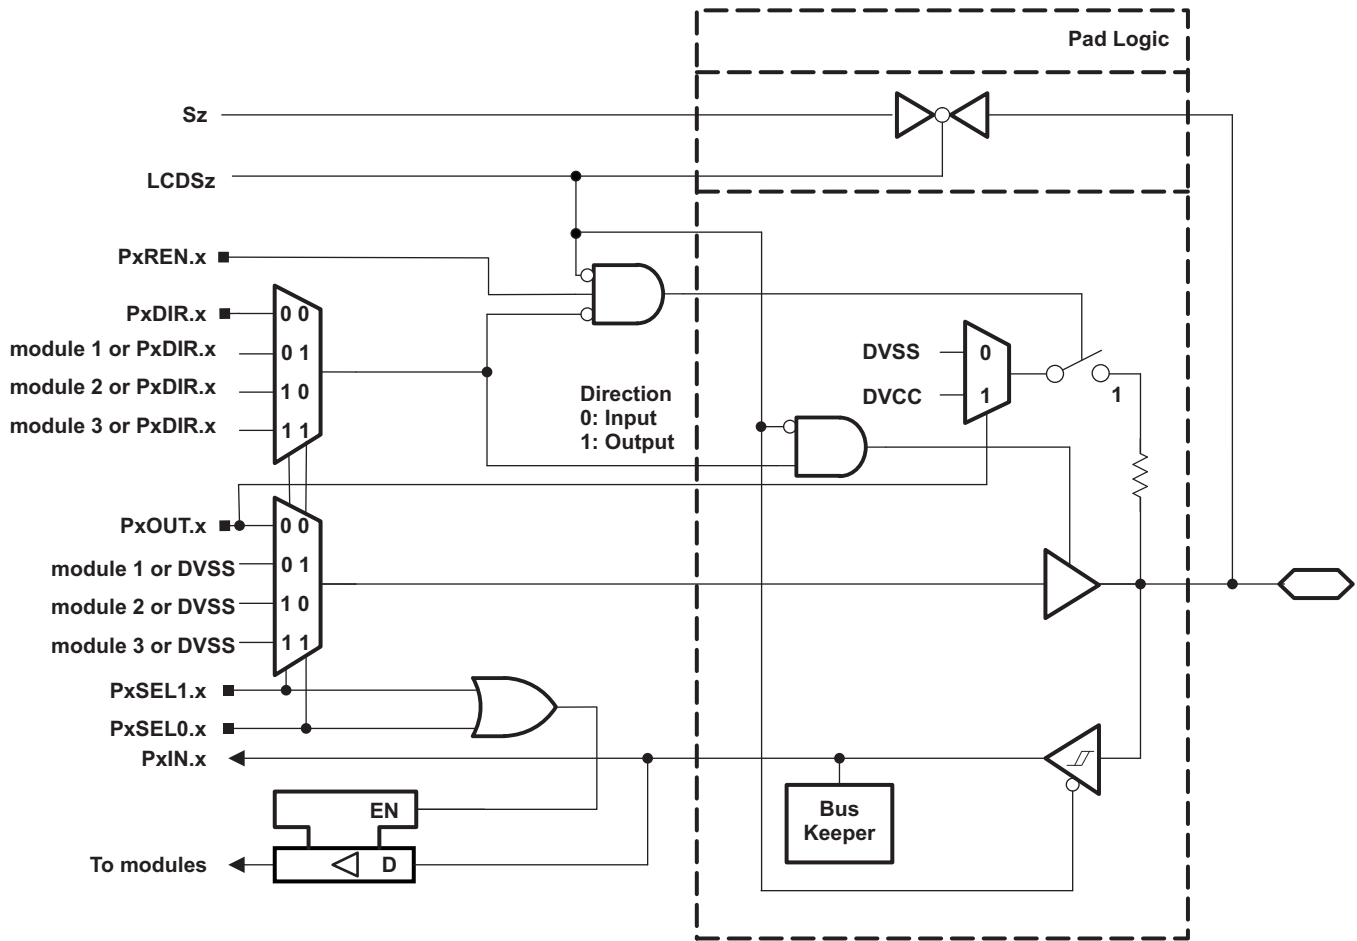 Pad Logic
Sz
LCDSz
PxREN.x
PxDIR.x
0 0
module 1 or PxDIR.x
0 1
module 2 or PxDIR.x
1 0
module 3 or PxDIR.x
1 1
Direction
0: Input
1: Output
DVSS
0
DVCC
1
1
PxOUT.x
0 0
module 1 or DVSS
0 1
module 2 or DVSS
1 0
module 3 or DVSS
1 1
PxSEL1.x
PxSEL0.x
PxIN.x
EN
Bus
Keeper
To modules
D